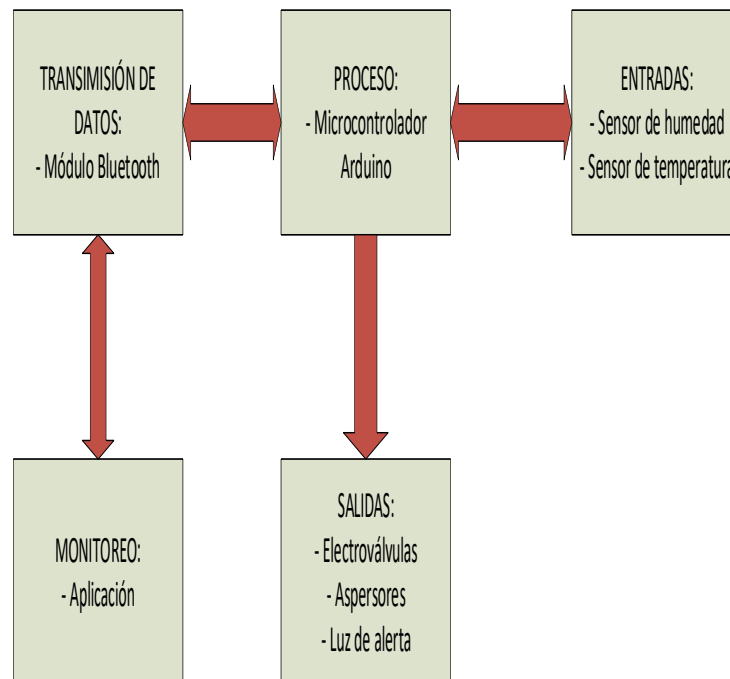 TRANSIMISIÓN DE
DATOS:
- Módulo Bluetooth
PROCESO:
- Microcontrolador
Arduino
ENTRADAS:
- Sensor de humedad
- Sensor de temperatura
MONITOREO:
- Aplicación
SALIDAS:
- Electroválvulas
- Aspersores
- Luz de alerta